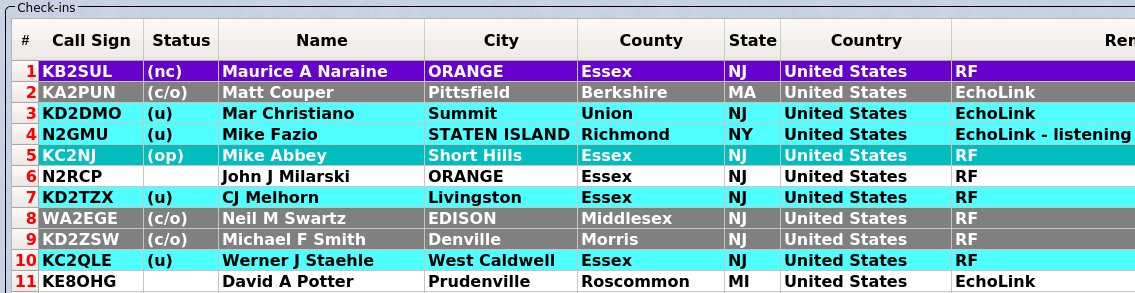 Check-ins
# Call Sign Status Name City County State Country
1 KB2SUL (nc) Maurice A Naraine ORANGE Essex NJ United States RF
2 KA2PUN (c/o) Matt Couper Pittsfield Berkshire MA United States EchoLink
3 KD2DMO (u) Mar Christiano Summit Union NJ United States EchoLink
4 N2GMU (u) Mike Fazio STATEN ISLAND Richmond NY United States EchoLink - listening
5 KC2NJ (op) Mike Abbey Short Hills Essex NJ United States RF
6 N2RCP John J Milarski ORANGE Essex NJ United States RF
7 KD2TZX (u) CJ Melhorn Livingston Essex NJ United States RF
8 WA2EGE (c/o) Neil M Swartz EDISON Middlesex NJ United States RF
9 KD2ZSW (c/o) Michael F Smith Denville Morris NJ United States RF
10 KC2QLE (u) Werner J Staehle West Caldwell Essex NJ United States RF
11 KE8OHG David A Potter Prudenville Roscommon MI United States EchoLink